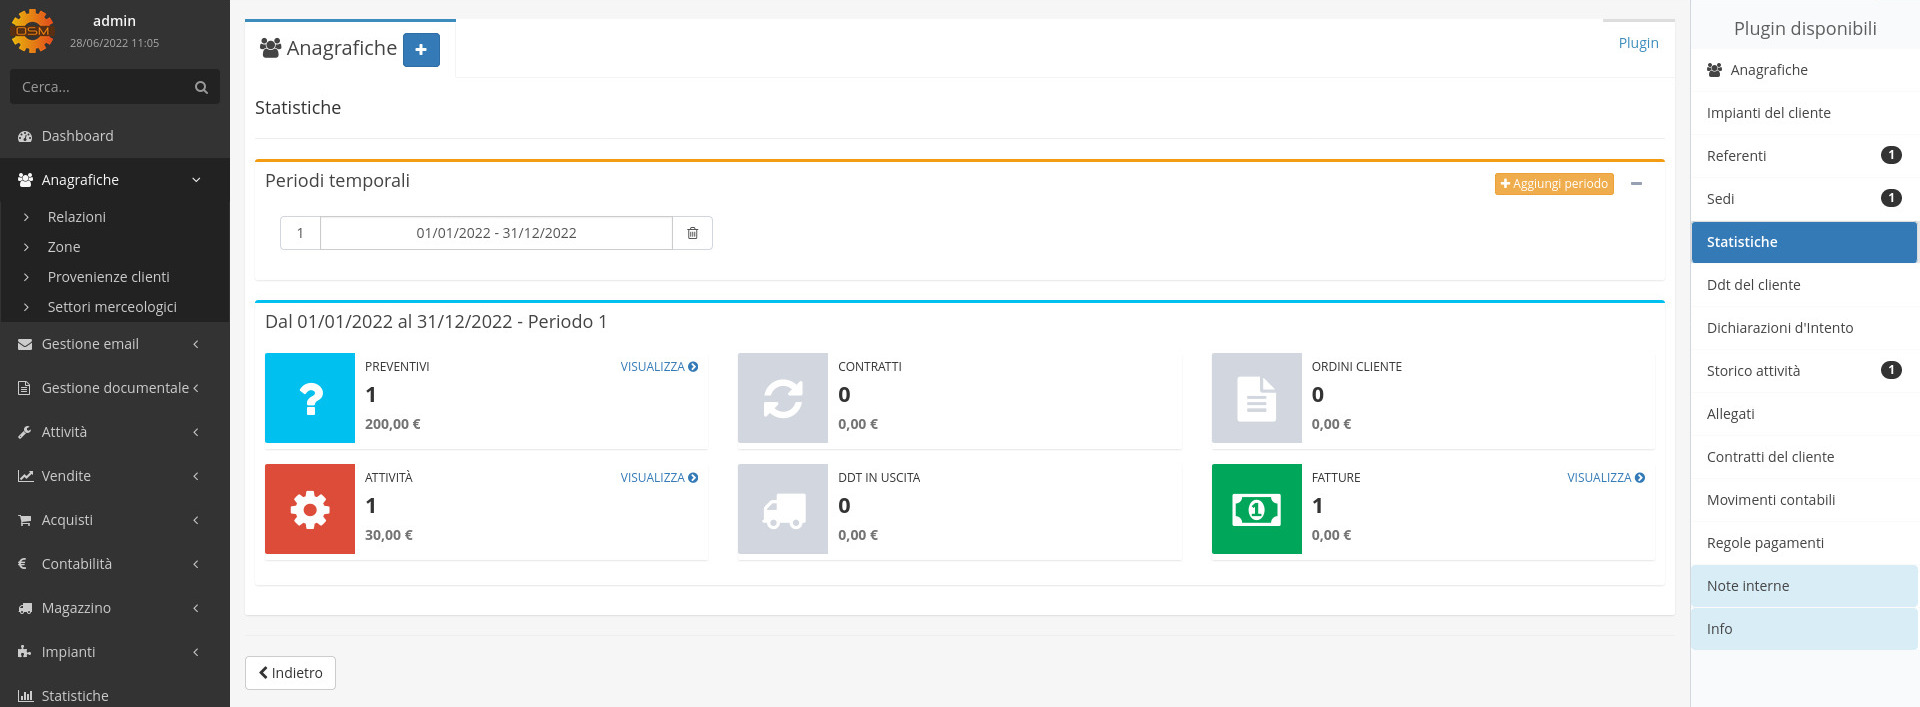 OSM
admin
28/06/2022 11:05
Cerca...
Dashboard
Anagrafiche
Relazioni
Zone
Provenienze clienti
Settori merceologici
Gestione email
Gestione documentale
Attività
Vendite
Acquisti
€ Contabilità
Magazzino
Impianti
Statistiche
Anagrafiche
Plugin
Statistiche
Periodi temporali
Aggiungi periodo
1 01/01/2022 - 31/12/2022
Dal 01/01/2022 al 31/12/2022 - Periodo 1
PREVENTIVI VISUALIZZA
1
200,00 €
CONTRATTI
0
0,00 €
ORDINI CLIENTE
0
0,00 €
ATTIVITÀ VISUALIZZA
1
30,00 €
DDT IN USCITA
0
0,00 €
FATTURE VISUALIZZA
1
0,00 €
Indietro
Plugin disponibili
Anagrafiche
Impianti del cliente
Referenti 1
Sedi 1
Statistiche
Ddt del cliente
Dichiarazioni d'Intento
Storico attività 1
Allegati
Contratti del cliente
Movimenti contabili
Regole pagamenti
Note interne
Info